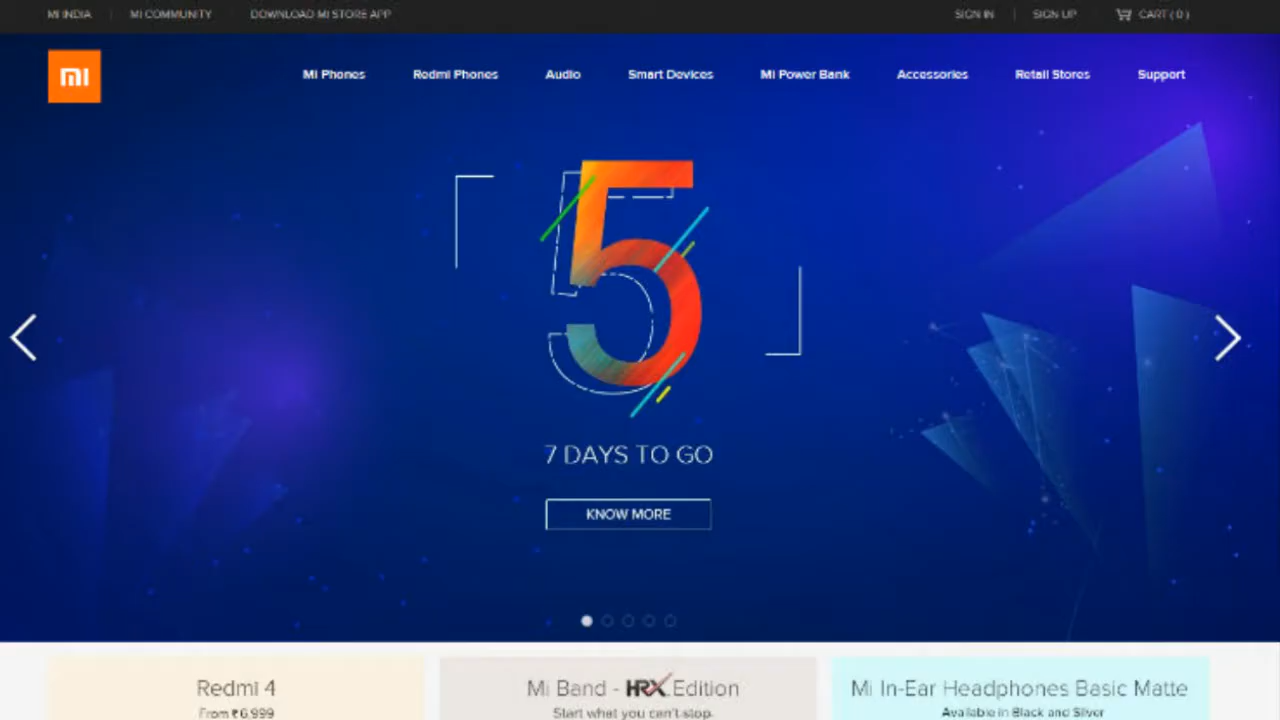 MI INDIA MI COMMUNITY DOWNLOAD MI STORE APP SIGN IN SIGN UP CART ( 0 )
MI Mi Phones Redmi Phones Audio Smart Devices Mi Power Bank Accessories Retail Stores Support
5
7 DAYS TO GO
KNOW MORE
Redmi 4 Mi Band - HRX Edition Mi In-Ear Headphones Basic Matte
From ₹6,999 Start what you can't stop. Available in Black and Silver